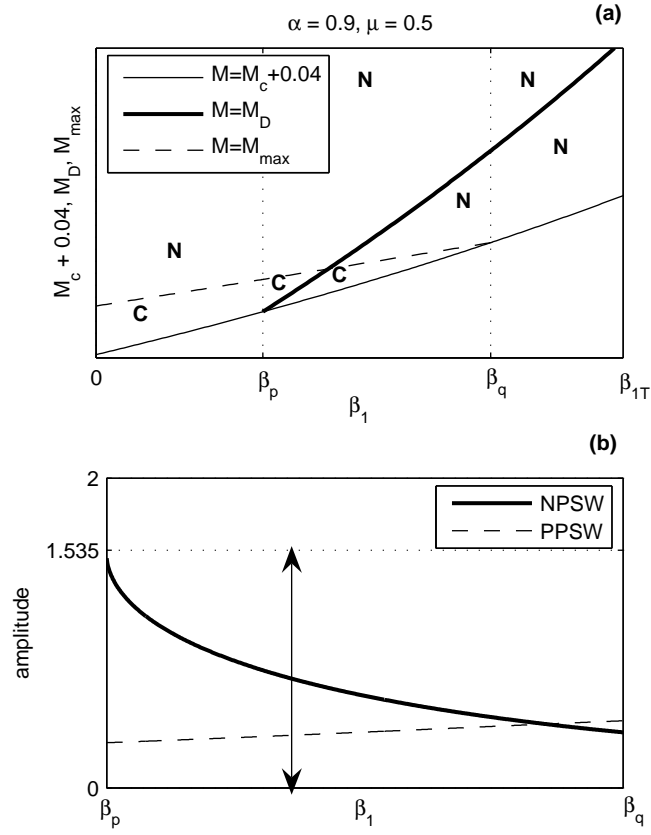 (a)
α = 0.9, μ = 0.5
M=M_c+0.04
M=M_D
M=M_max
N
N
N
N
N
C
C
C
M_c + 0.04, M_D, M_max
0
β_p
β_q
β_1T
β_1
(b)
2
1.535
0
NPSW
PPSW
amplitude
β_p
β_1
β_q